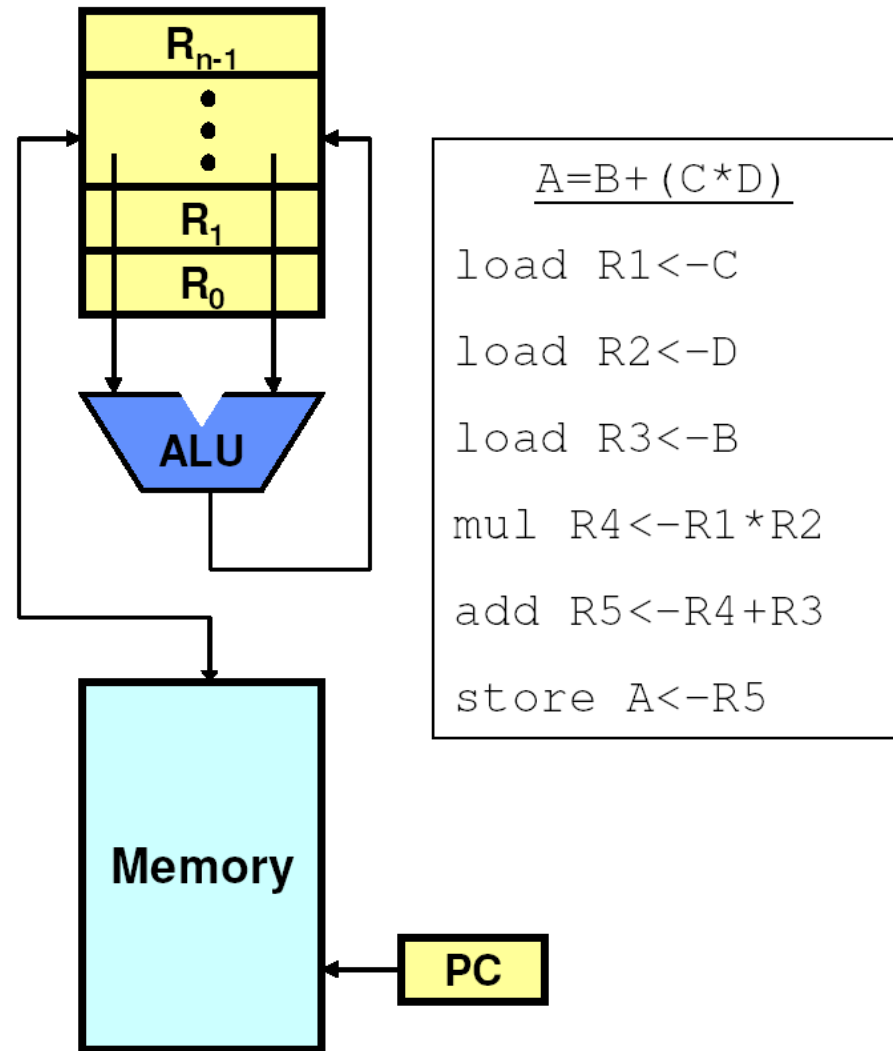 Rn-1
R1
R0
ALU
Memory
PC
A=B+(C*D)
load R1<-C
load R2<-D
load R3<-B
mul R4<-R1*R2
add R5<-R4+R3
store A<-R5